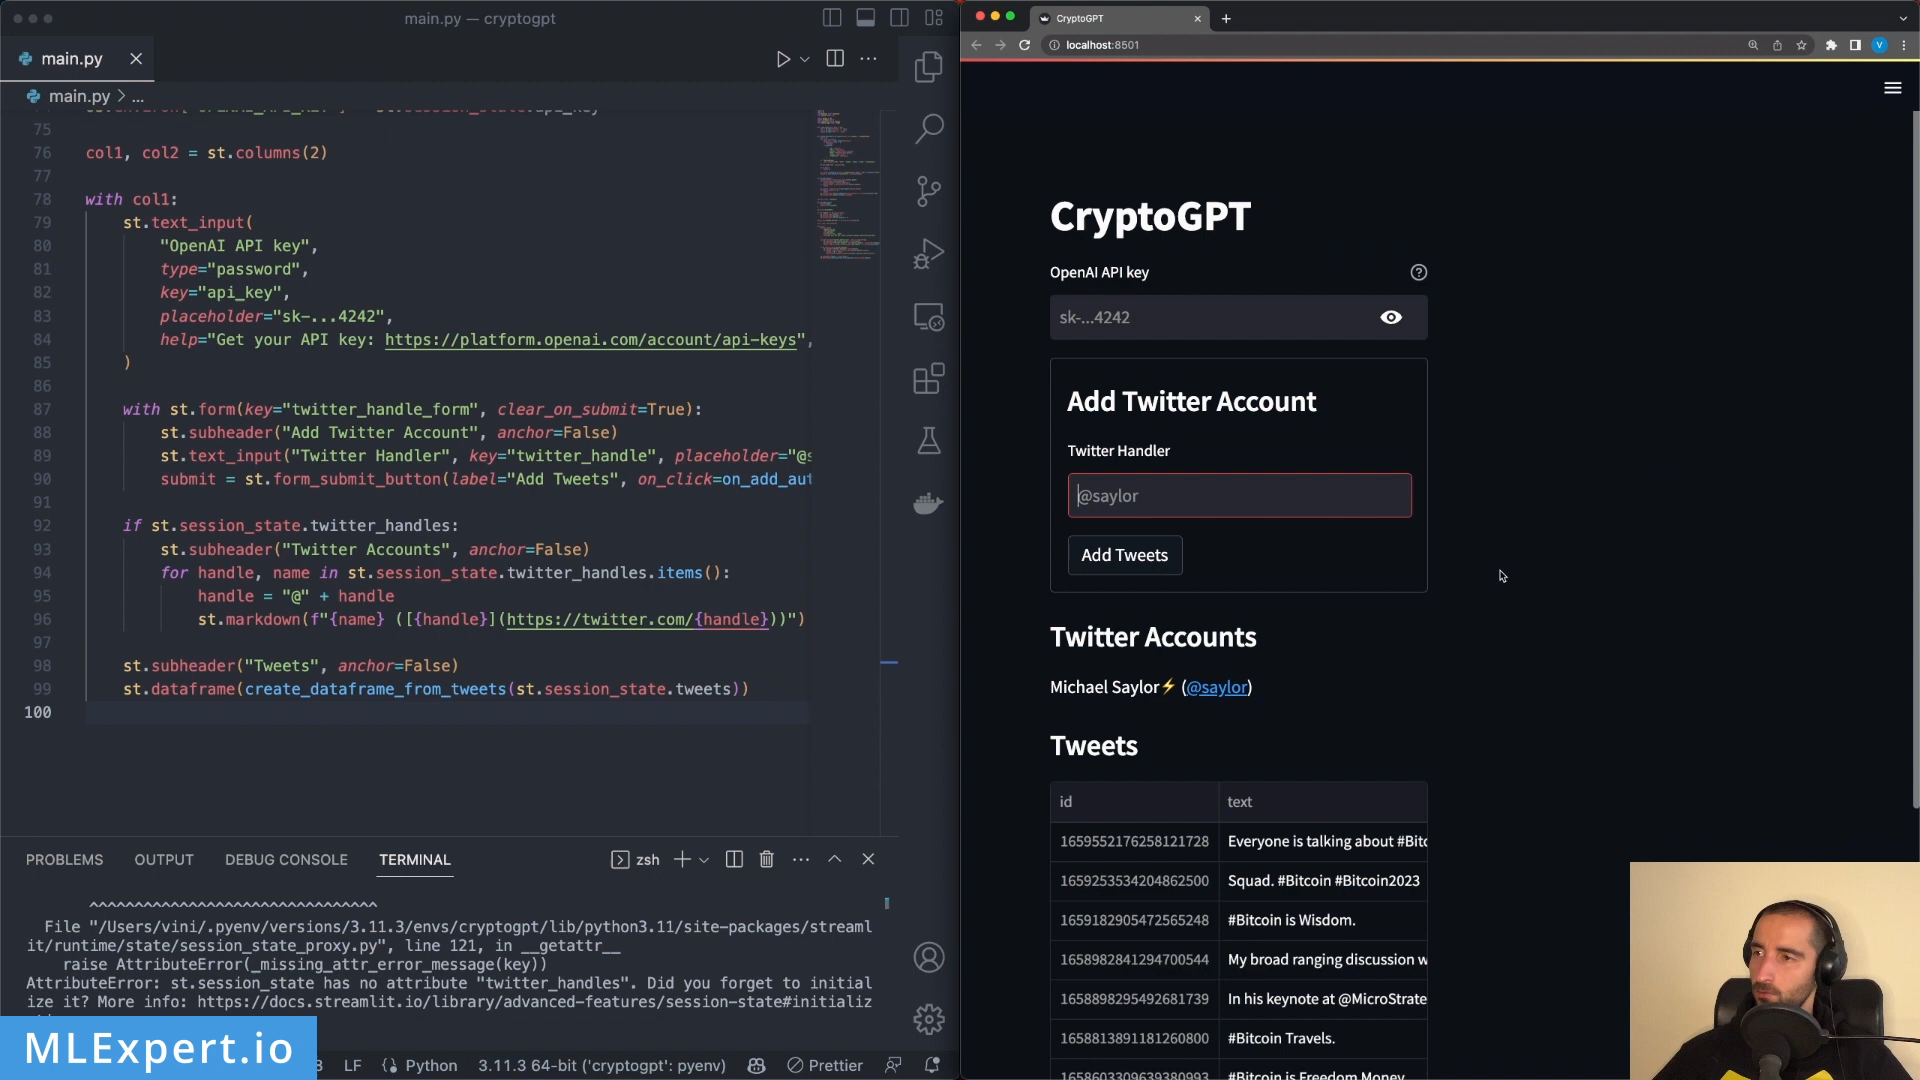 main.py — cryptogpt
main.py
main.py > ...
75
76 col1, col2 = st.columns(2)
77
78 with col1:
79 st.text_input(
80 "OpenAI API key",
81 type="password",
82 key="api_key",
83 placeholder="sk-...4242",
84 help="Get your API key: https://platform.openai.com/account/api-keys",
85 )
86
87 with st.form(key="twitter_handle_form", clear_on_submit=True):
88 st.subheader("Add Twitter Account", anchor=False)
89 st.text_input("Twitter Handler", key="twitter_handle", placeholder="@s
90 submit = st.form_submit_button(label="Add Tweets", on_click=on_add_aut
91
92 if st.session_state.twitter_handles:
93 st.subheader("Twitter Accounts", anchor=False)
94 for handle, name in st.session_state.twitter_handles.items():
95 handle = "@" + handle
96 st.markdown(f"{name} ([{handle}](https://twitter.com/{handle}))")
97
98 st.subheader("Tweets", anchor=False)
99 st.dataframe(create_dataframe_from_tweets(st.session_state.tweets))
100
PROBLEMS OUTPUT DEBUG CONSOLE TERMINAL zsh
^^^^^^^^^^^^^^^^^^^^^^^^^^^^^^^
File "/Users/vini/.pyenv/versions/3.11.3/envs/cryptogpt/lib/python3.11/site-packages/streaml
it/runtime/state/session_state_proxy.py", line 121, in __getattr__
raise AttributeError(_missing_attr_error_message(key))
AttributeError: st.session_state has no attribute "twitter_handles". Did you forget to initial
ize it? More info: https://docs.streamlit.io/library/advanced-features/session-state#initializ
MLExpert.io
LF {} Python 3.11.3 64-bit ('cryptogpt': pyenv) Prettier
CryptoGPT
localhost:8501
V
CryptoGPT
OpenAI API key
sk-...4242
Add Twitter Account
Twitter Handler
@saylor
Add Tweets
Twitter Accounts
Michael Saylor⚡ (@saylor)
Tweets
id text
1659552176258121728 Everyone is talking about #Bitc
1659253534204862500 Squad. #Bitcoin #Bitcoin2023
1659182905472565248 #Bitcoin is Wisdom.
1658982841294700544 My broad ranging discussion w
1658898295492681739 In his keynote at @MicroStrate
1658813891181260800 #Bitcoin Travels.
1658603309639380993 #Bitcoin is Freedom Money.